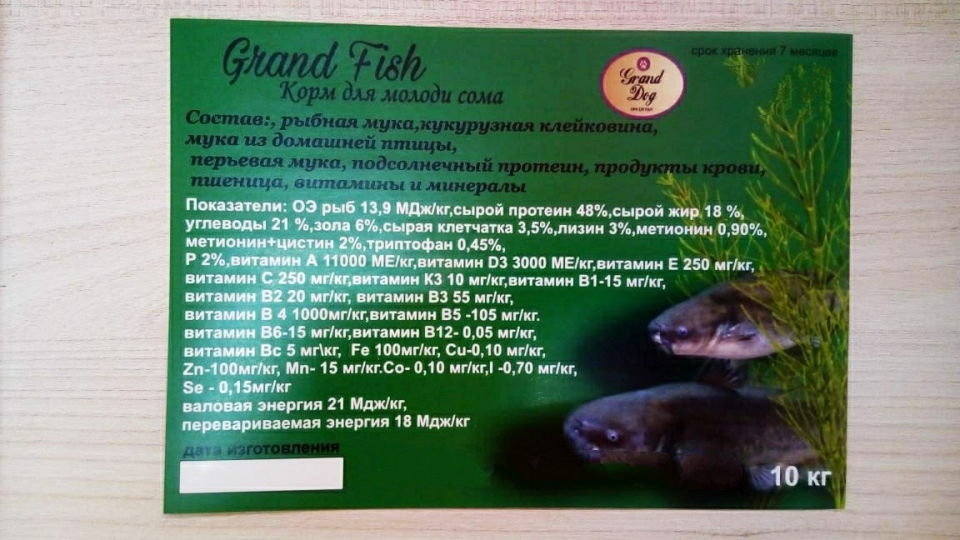 Grand Fish
Корм для молоди сома
Grand
Dog
срок хранения 7 месяцев
Состав:, рыбная мука,кукурузная клейковина,
мука из домашней птицы,
перьевая мука, подсолнечный протеин, продукты крови,
пшеница, витамины и минералы
Показатели: ОЭ рыб 13,9 МДж/кг,сырой протеин 48%,сырой жир 18 %,
углеводы 21 %,зола 6%,сырая клетчатка 3,5%,лизин 3%,метионин 0,90%,
метионин+цистин 2%,триптофан 0,45%,
P 2%,витамин А 11000 МЕ/кг,витамин D3 3000 МЕ/кг,витамин Е 250 мг/кг,
витамин С 250 мг/кг,витамин К3 10 мг/кг,витамин В1-15 мг/кг,
витамин В2 20 мг/кг, витамин В3 55 мг/кг,
витамин В 4 1000мг/кг,витамин В5 -105 мг/кг.
витамин В6-15 мг/кг,витамин В12- 0,05 мг/кг,
витамин Вс 5 мг\кг, Fe 100мг/кг, Cu-0,10 мг/кг,
Zn-100мг/кг, Mn- 15 мг/кг.Co- 0,10 мг/кг,I -0,70 мг/кг,
Se - 0,15мг/кг
валовая энергия 21 Мдж/кг,
перевариваемая энергия 18 Мдж/кг
дата изготовления
10 кг